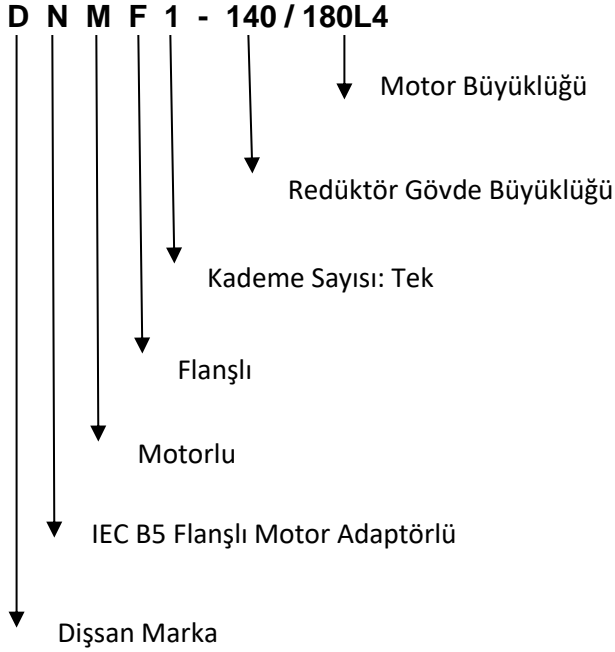 D N M F 1 - 140 / 180L4
Motor Büyüklüğü
Redüktör Gövde Büyüklüğü
Kademe Sayısı: Tek
Flanşlı
Motorlu
IEC B5 Flanşlı Motor Adaptörlü
Dişsan Marka